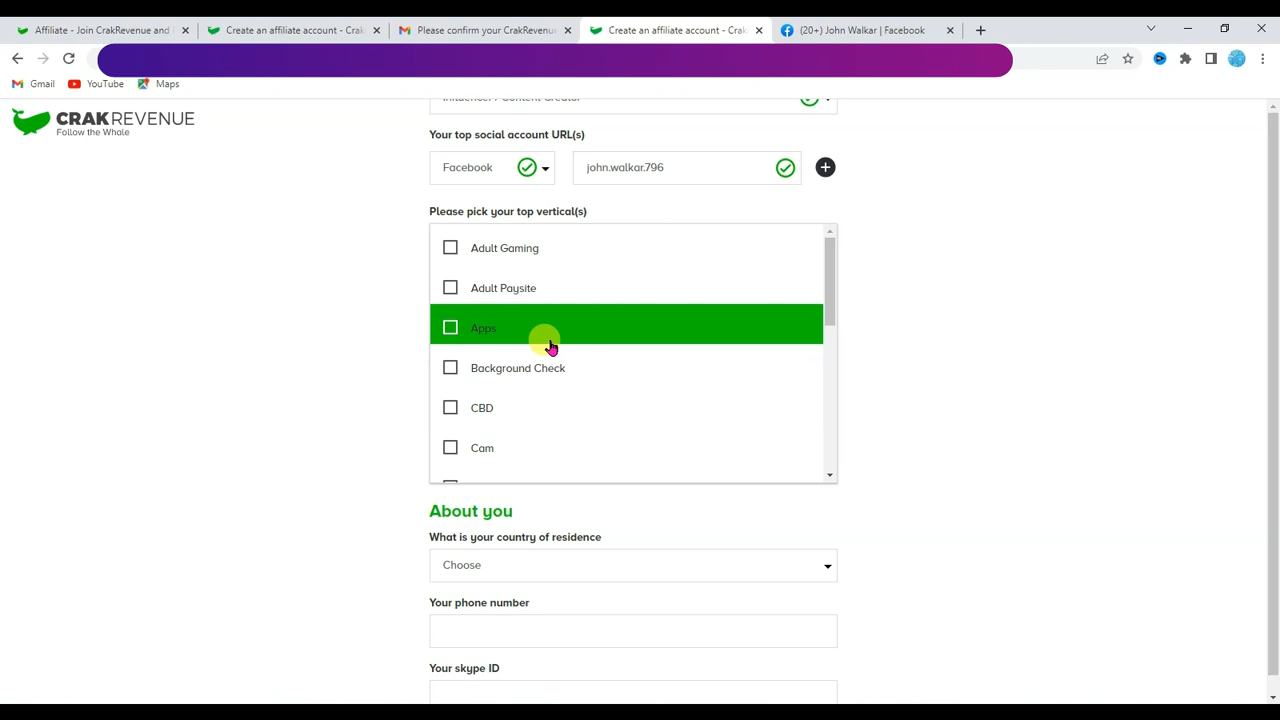 Affiliate - Join CrakRevenue and
Create an affiliate account - Crak
Please confirm your CrakRevenue
Create an affiliate account - Crak
(20+) John Walkar | Facebook
Gmail
YouTube
Maps
CRAKREVENUE
Follow the Whale
Influencer / Content Creator
Your top social account URL(s)
Facebook
john.walkar.796
Please pick your top vertical(s)
Adult Gaming
Adult Paysite
Apps
Background Check
CBD
Cam
About you
What is your country of residence
Choose
Your phone number
Your skype ID